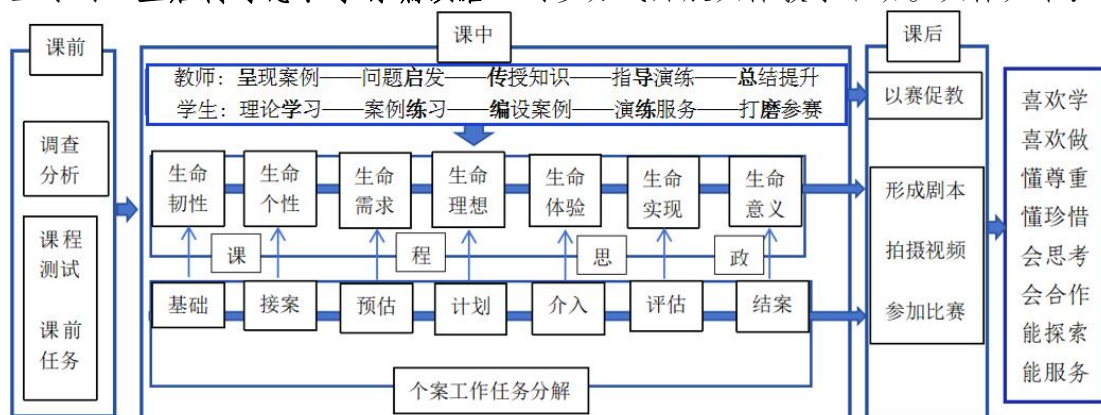 课前
课中
课后
教师：呈现案例——问题启发——传授知识——指导演练——总结提升
学生：理论学习——案例练习——编设案例——演练服务——打磨参赛
调查
分析
课程
测试
课前
任务
生命
韧性
生命
个性
生命
需求
生命
理想
生命
体验
生命
实现
生命
意义
课
程
思
政
基础
接案
预估
计划
介入
评估
结案
个案工作任务分解
以赛促教
形成剧本
拍摄视频
参加比赛
喜欢学
喜欢做
懂尊重
懂珍惜
会思考
会合作
能探索
能服务